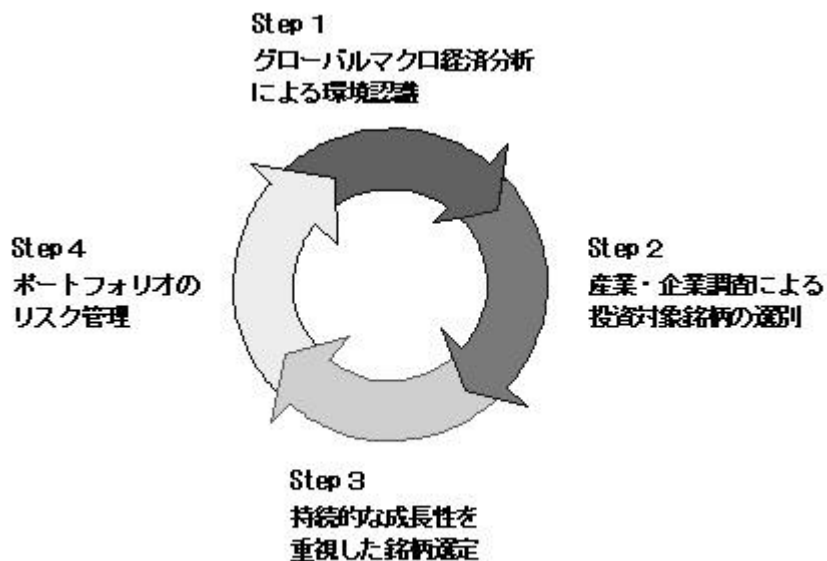 Step 1
グローバルマクロ経済分析
による環境認識
Step 2
産業・企業調査による
投資対象銘柄の選別
Step 3
持続的な成長性を
重視した銘柄選定
Step 4
ポートフォリオの
リスク管理